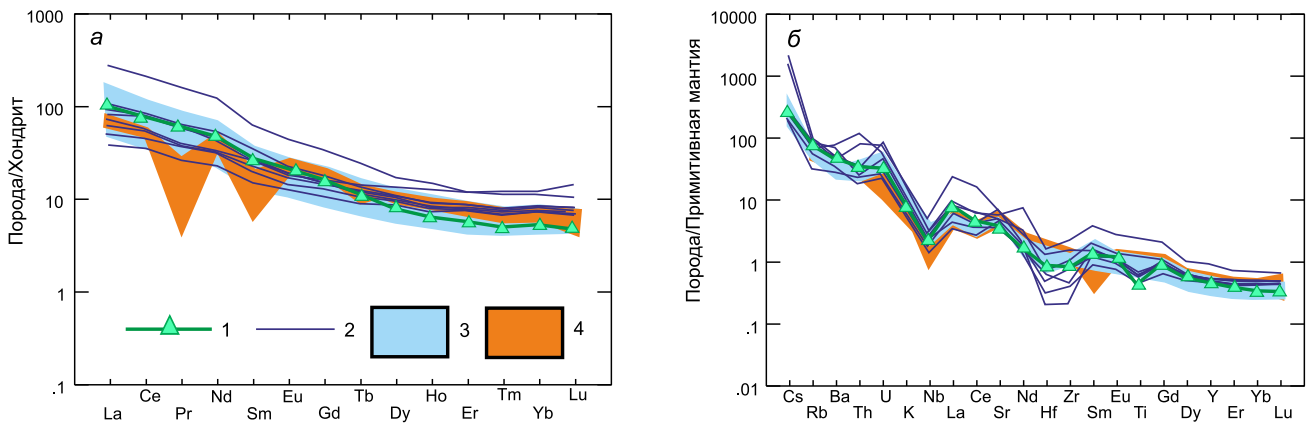 а
Порода/Хондрит
1000
100
10
1
.1
1
2
3
4
La Ce Pr Nd Sm Eu Gd Tb Dy Ho Er Tm Yb Lu
б
Порода/Примитивная мантия
10000
1000
100
10
1
.1
.01
Cs Rb Ba Th U K Nb La Ce Sr Nd Hf Zr Sm Eu Ti Gd Dy Y Er Yb Lu